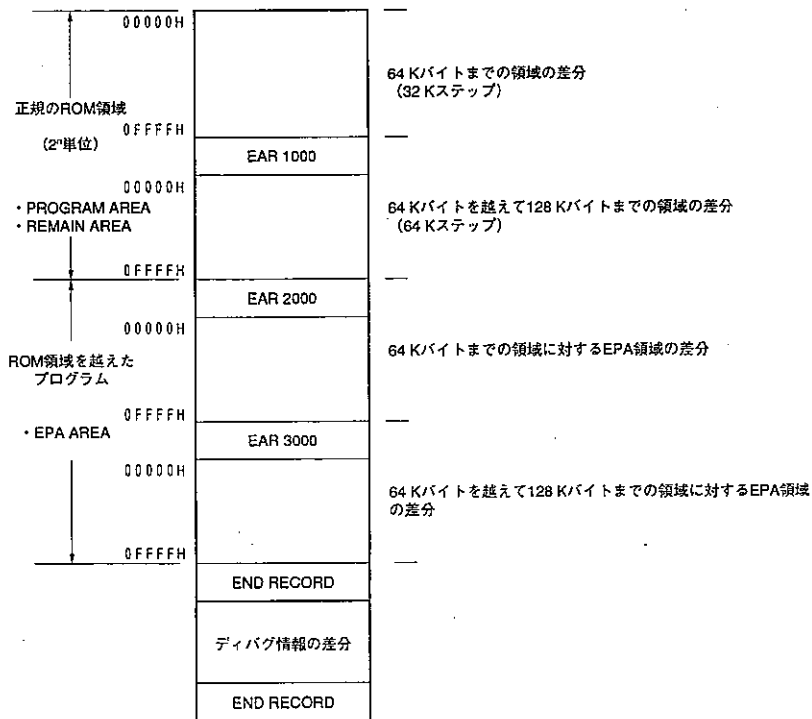 00000H
64 Kバイトまでの領域の差分
（32 Kステップ）
正規のROM領域
(2ⁿ単位)
0FFFFH
EAR 1000
00000H
・PROGRAM AREA
・REMAIN AREA
64 Kバイトを越えて128 Kバイトまでの領域の差分
（64 Kステップ）
0FFFFH
EAR 2000
00000H
ROM領域を越えた
プログラム
64 Kバイトまでの領域に対するEPA領域の差分
0FFFFH
・EPA AREA
EAR 3000
00000H
64 Kバイトを越えて128 Kバイトまでの領域に対するEPA領域
の差分
0FFFFH
END RECORD
ディバグ情報の差分
END RECORD